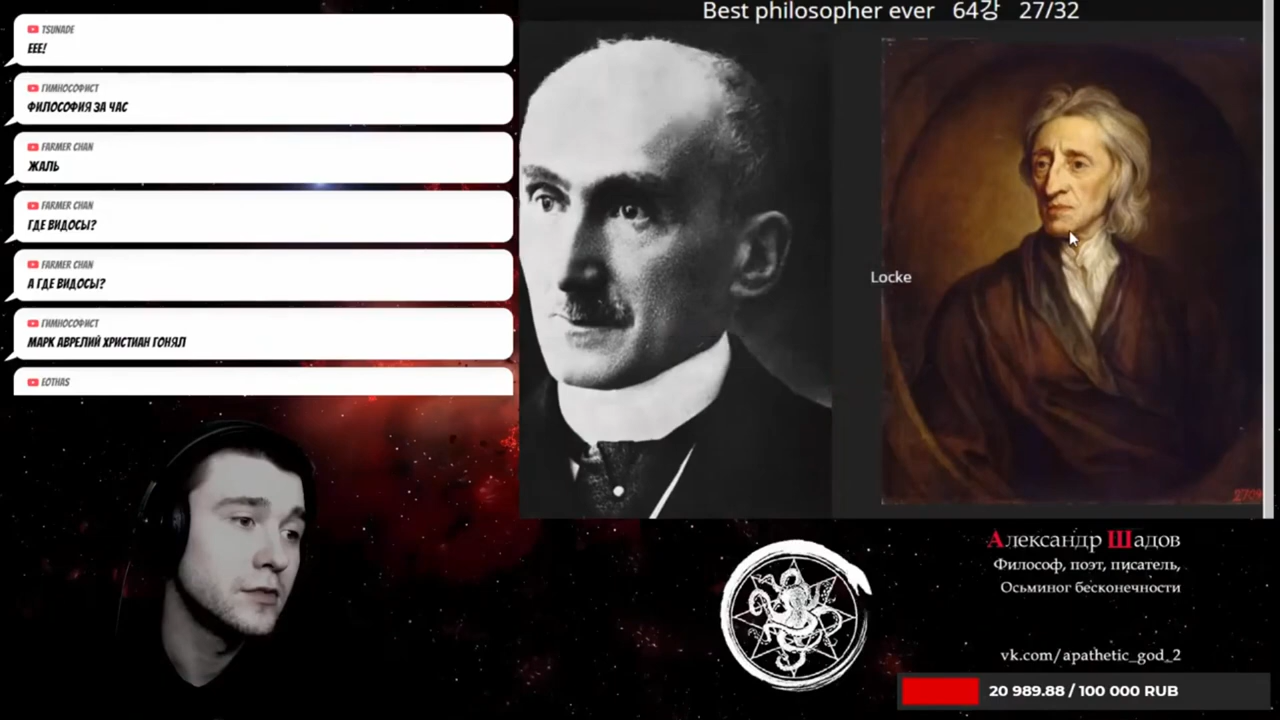 Best philosopher ever 64강 27/32
TSUNADE
ЕЕЕ!
ГИМНОСОФИСТ
ФИЛОСОФИЯ ЗА ЧАС
FARMER CHAN
ЖАЛЬ
FARMER CHAN
ГДЕ ВИДОСЫ?
FARMER CHAN
А ГДЕ ВИДОСЫ?
ГИМНОСОФИСТ
МАРК АВРЕЛИЙ ХРИСТИАН ГОНЯЛ
EOTHAS
Locke
2709
Александр Шадов
Философ, поэт, писатель,
Осьминог бесконечности
vk.com/apathetic_god_2
20 989.88 / 100 000 RUB